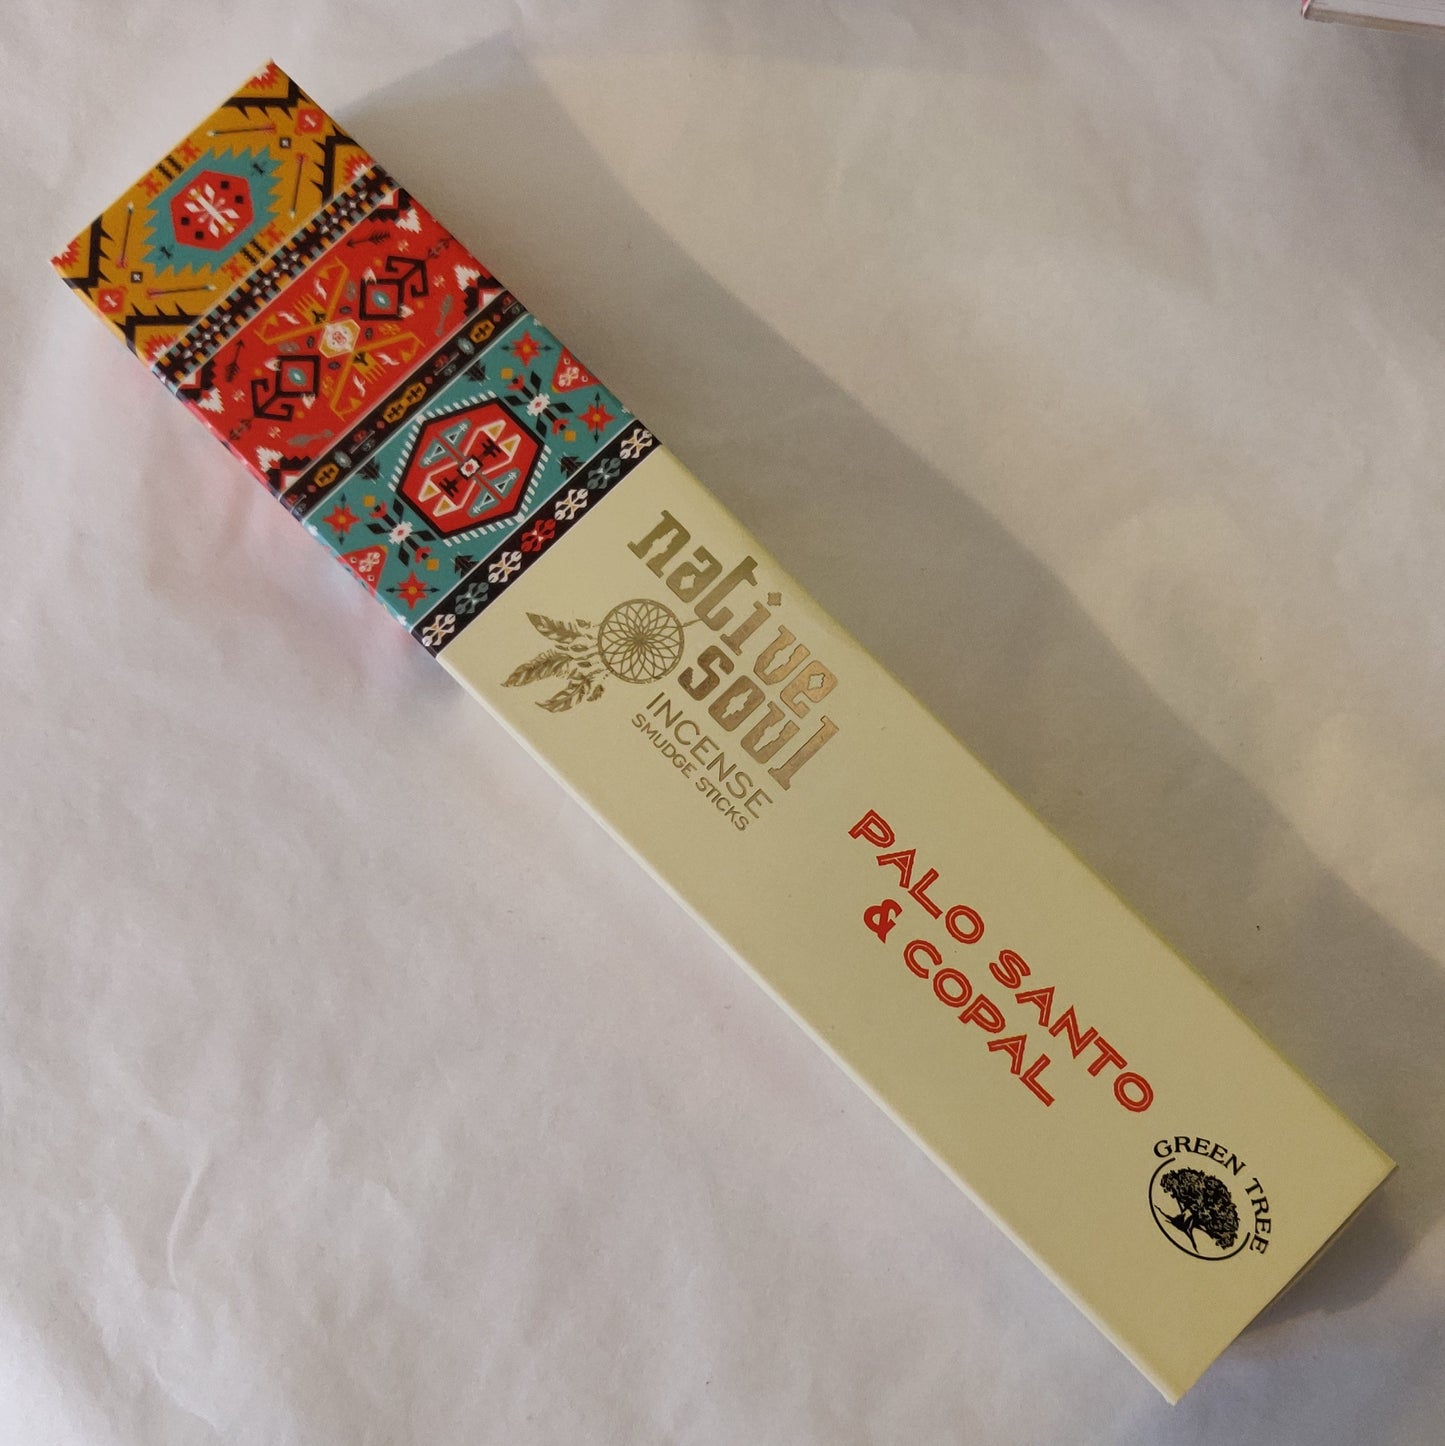 native
soul
INCENSE
SMUDGE STICKS
PALO SANTO
& COPAL
GREEN TREE